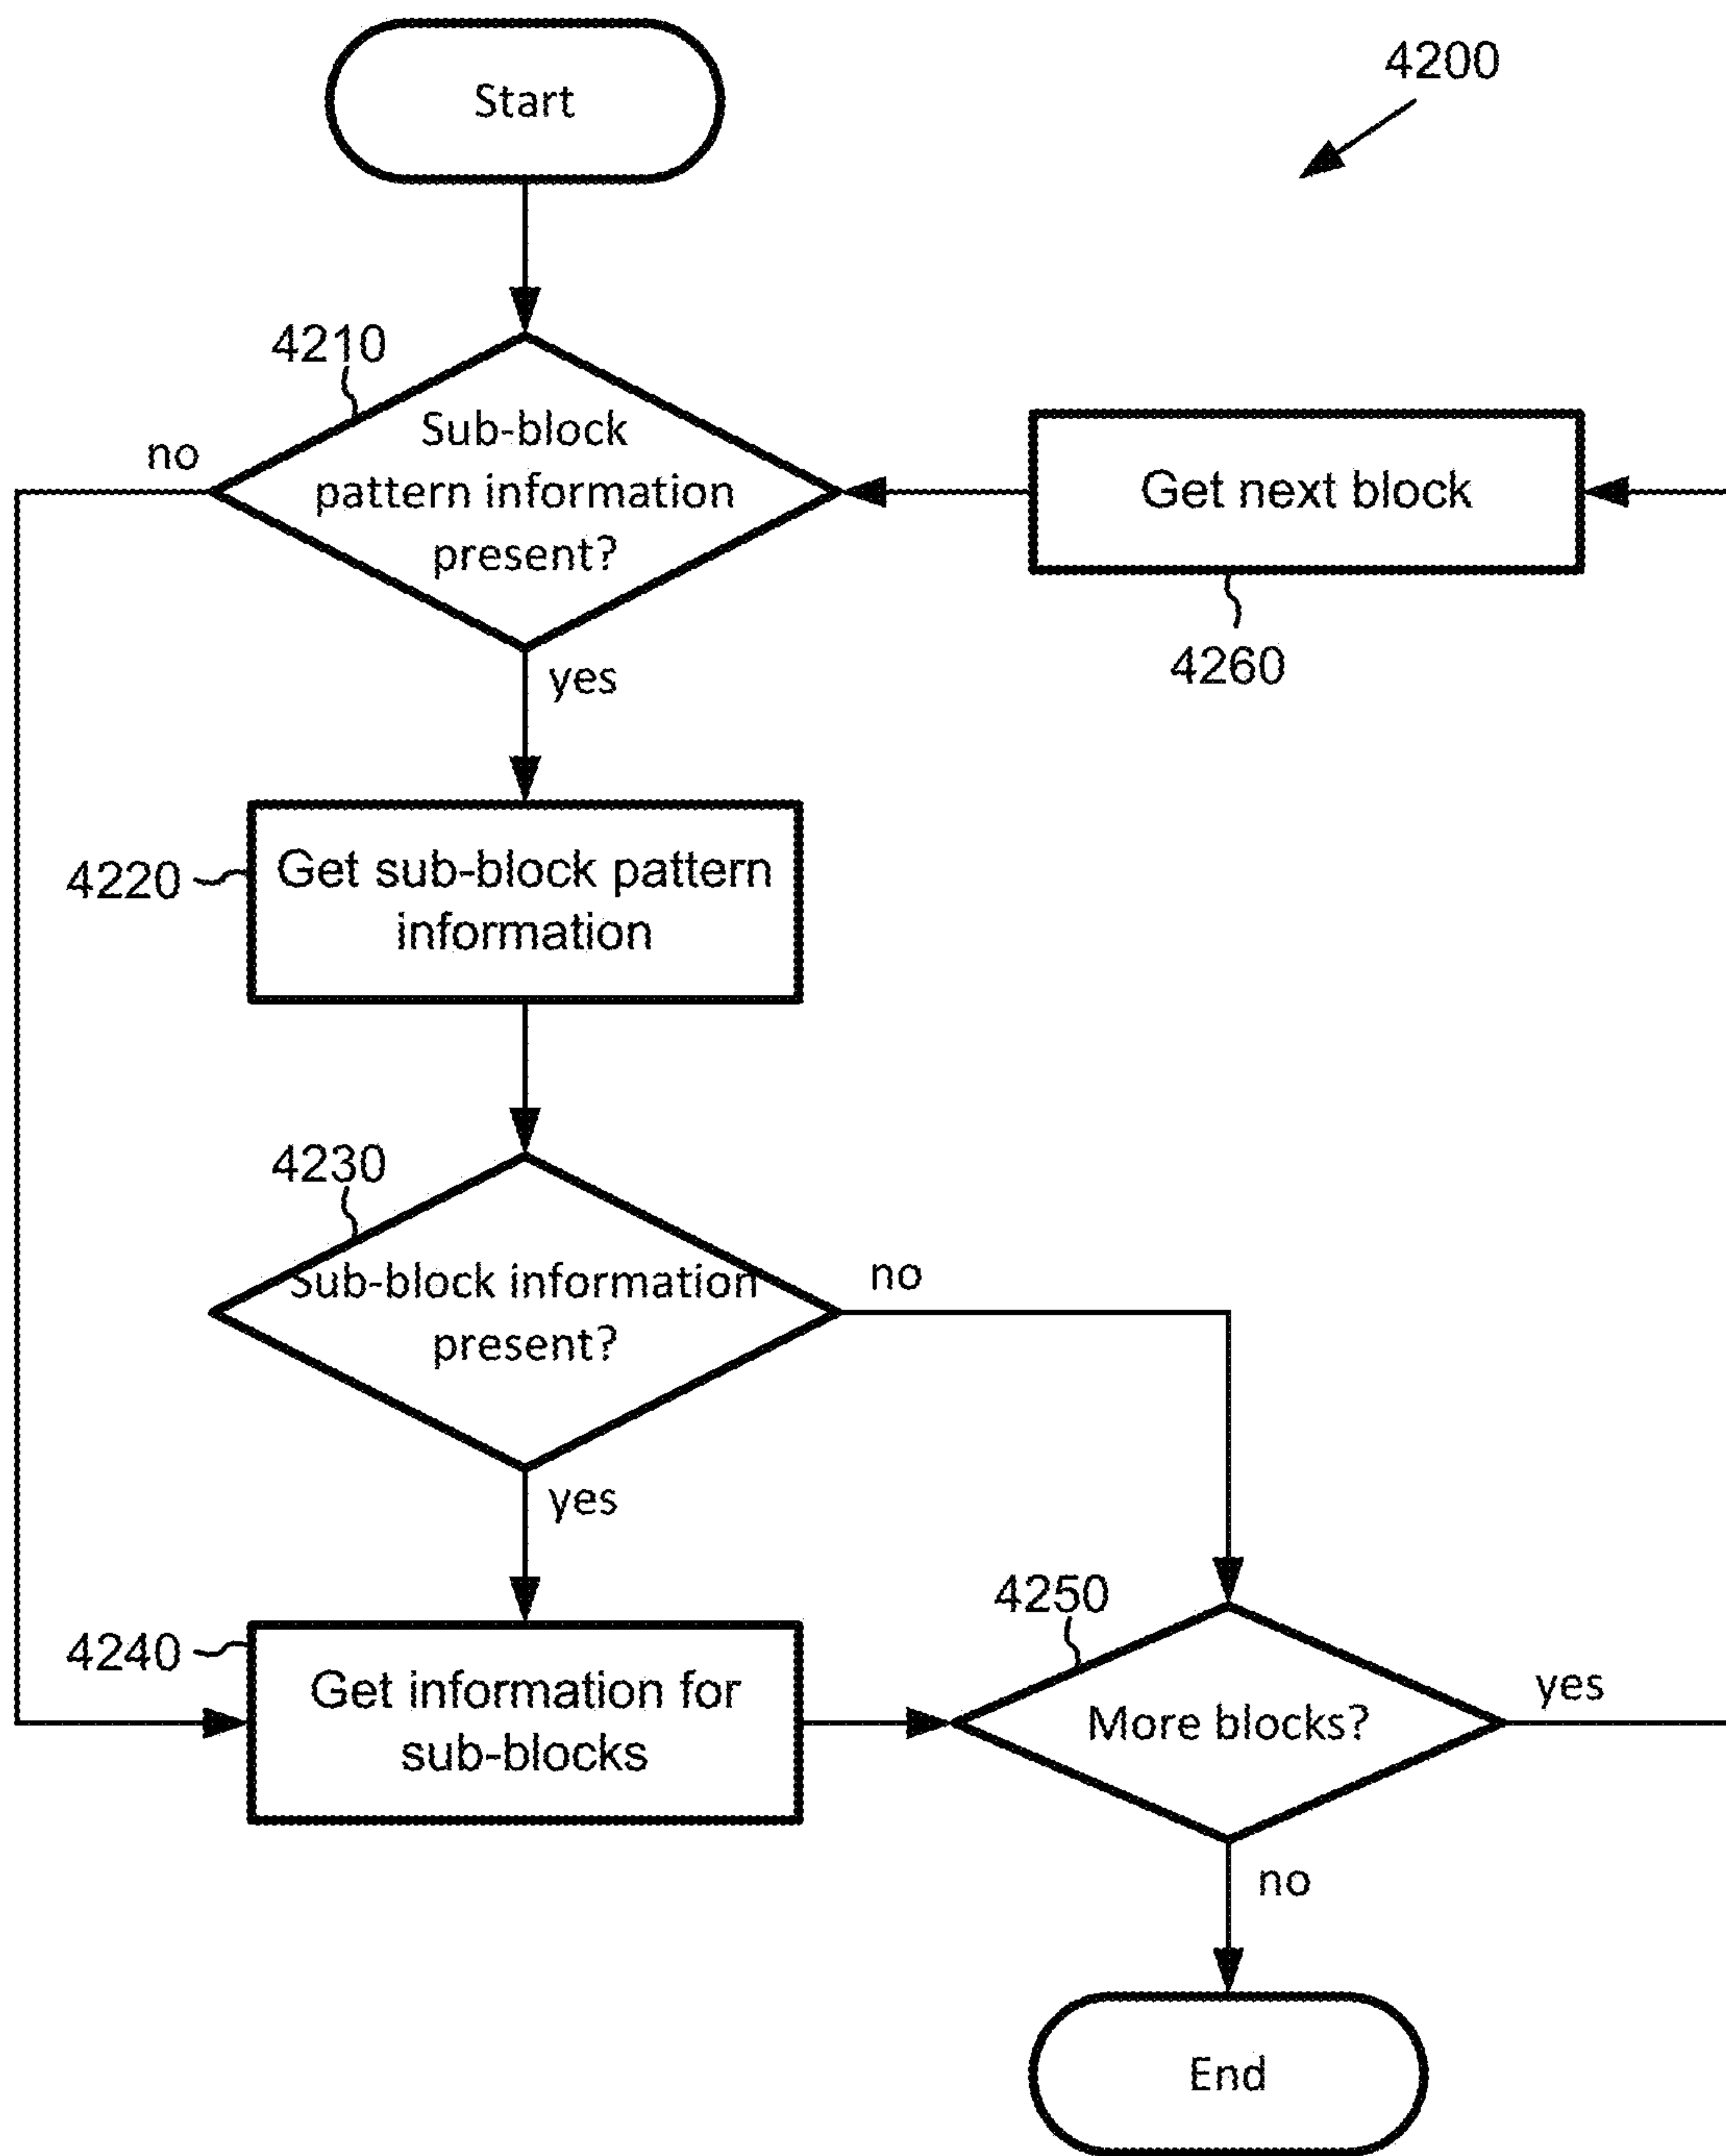 Start
4200
4210
no
Sub-block
pattern information
present?
Get next block
4260
yes
4220
Get sub-block pattern
information
4230
Sub-block information
present?
no
yes
4240
Get information for
sub-blocks
4250
More blocks?
yes
no
End